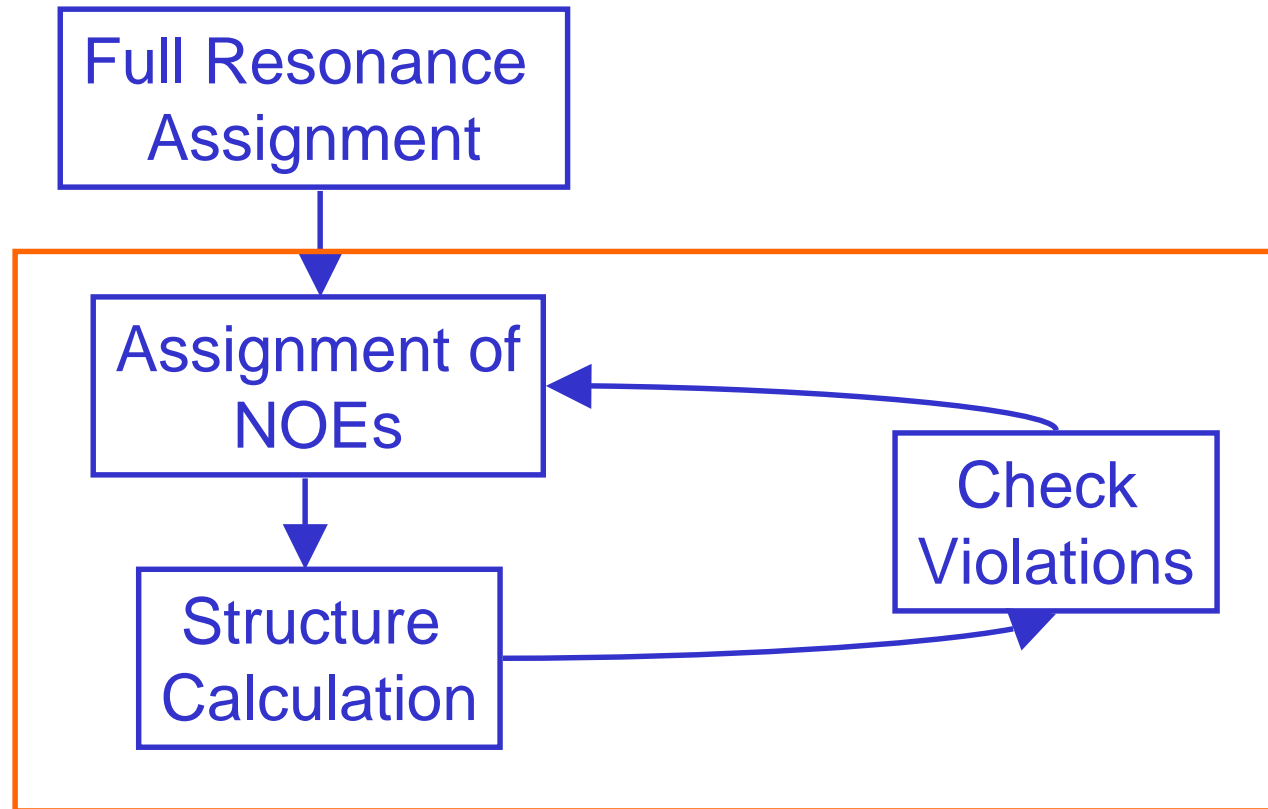 Full Resonance
Assignment
Assignment of
NOEs
Check
Violations
Structure
Calculation